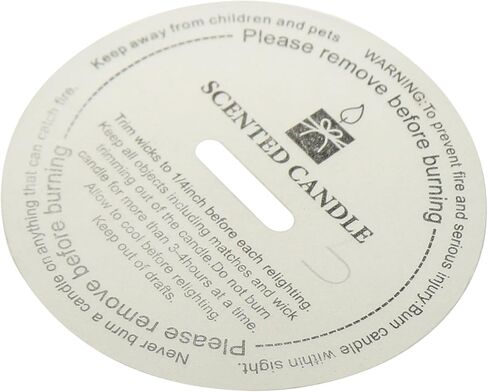 WARNING:To prevent fire and serious injury:Burn candle within sight.
Never burn a candle on anything that can catch fire.
Keep away from children and pets
Please remove before burning
Please remove before burning
SCENTED CANDLE
Trim wicks to 1/4inch before each relighting.
Keep all objects including matches and wick
trimming out of the candle.Do not burn
candle for more than 3-4hours at a time.
Allow to cool before relighting.
Keep out of drafts.